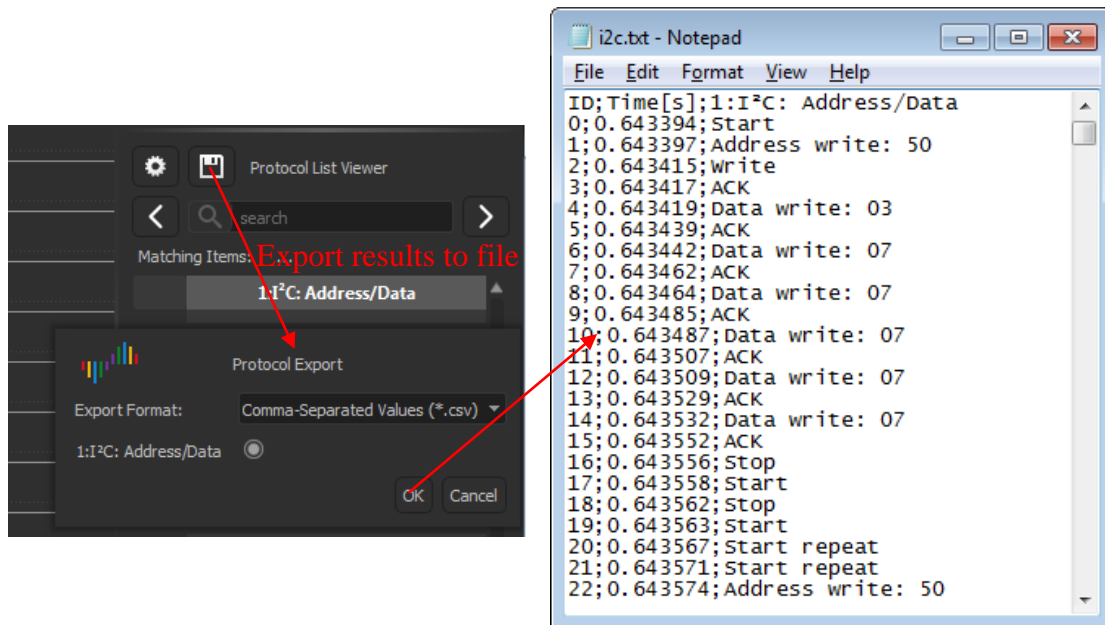 Protocol List Viewer
search
Matching Items: ...
Export results to file
1:I²C: Address/Data
Protocol Export
Export Format: Comma-Separated Values (*.csv)
1:I²C: Address/Data
OK Cancel
i2c.txt - Notepad
File Edit Format View Help
ID;Time[s];1:I²C: Address/Data
0;0.643394;Start
1;0.643397;Address write: 50
2;0.643415;Write
3;0.643417;ACK
4;0.643419;Data write: 03
5;0.643439;ACK
6;0.643442;Data write: 07
7;0.643462;ACK
8;0.643464;Data write: 07
9;0.643485;ACK
10;0.643487;Data write: 07
11;0.643507;ACK
12;0.643509;Data write: 07
13;0.643529;ACK
14;0.643532;Data write: 07
15;0.643552;ACK
16;0.643556;Stop
17;0.643558;Start
18;0.643562;Stop
19;0.643563;Start
20;0.643567;Start repeat
21;0.643571;Start repeat
22;0.643574;Address write: 50